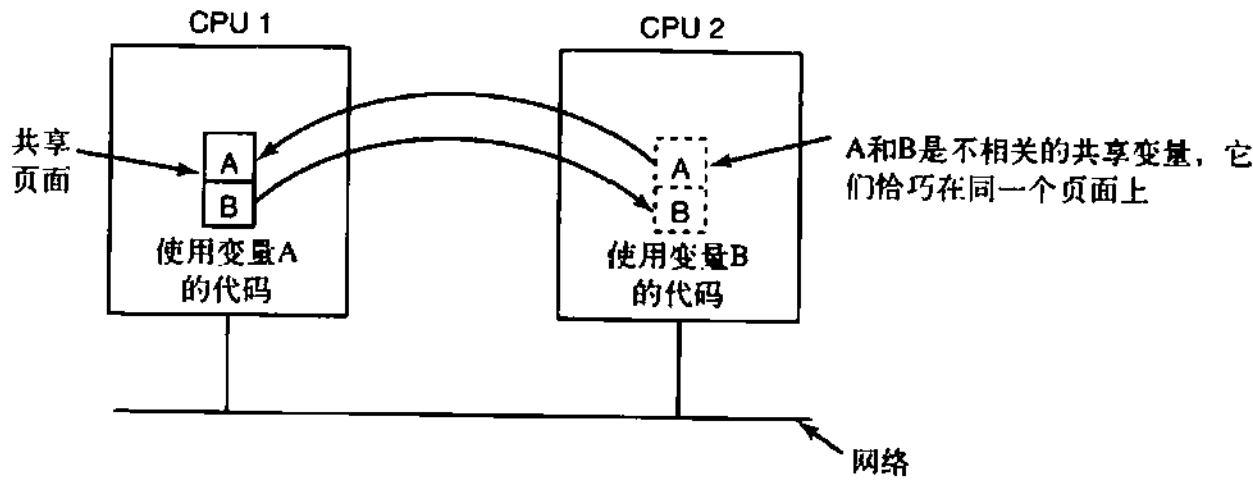 CPU 1
CPU 2
共享
页面
A
B
使用变量A
的代码
A
B
使用变量B
的代码
A和B是不相关的共享变量，它
们恰巧在同一个页面上
网络